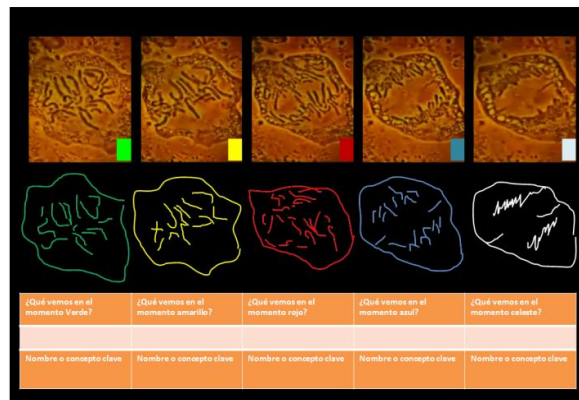 ¿Qué vemos en el
momento Verde?
¿Qué vemos en el
momento amarillo?
¿Qué vemos en el
momento rojo?
¿Qué vemos en el
momento azul?
¿Qué vemos en el
momento celeste?
Nombre o concepto clave
Nombre o concepto clave
Nombre o concepto clave
Nombre o concepto clave
Nombre o concepto clave